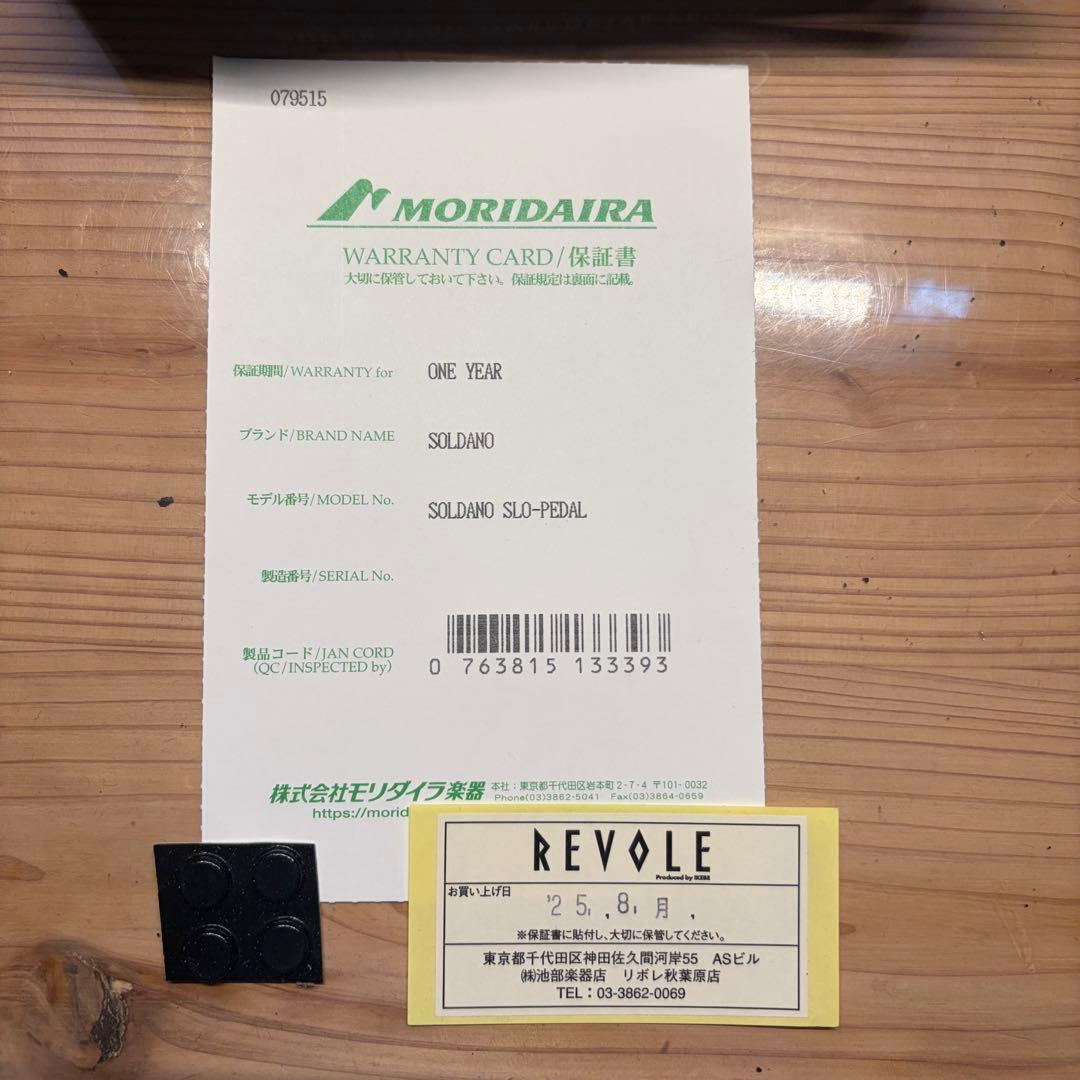 079515
MORIDAIRA
WARRANTY CARD/保証書
大切に保管しておいて下さい。保証規定は裏面に記載。
保証期間/WARRANTY for ONE YEAR
ブランド/BRAND NAME SOLDANO
モデル番号/MODEL No. SOLDANO SLO-PEDAL
製造番号/SERIAL No.
製品コード/JAN CORD
(QC/INSPECTED by)
0 763815 133393
株式会社モリダイラ楽器 本社:東京都千代田区岩本町2-7-4 〒101-0032
Phone(03)3862-5041 Fax(03)3864-0659
https://morid
REVOLE
Produced by IKEBE
お買い上げ日
'25. 8. 月 .
※保証書に貼付し、大切に保管してください。
東京都千代田区神田佐久間河岸55 ASビル
㈱池部楽器店 リボレ秋葉原店
TEL:03-3862-0069